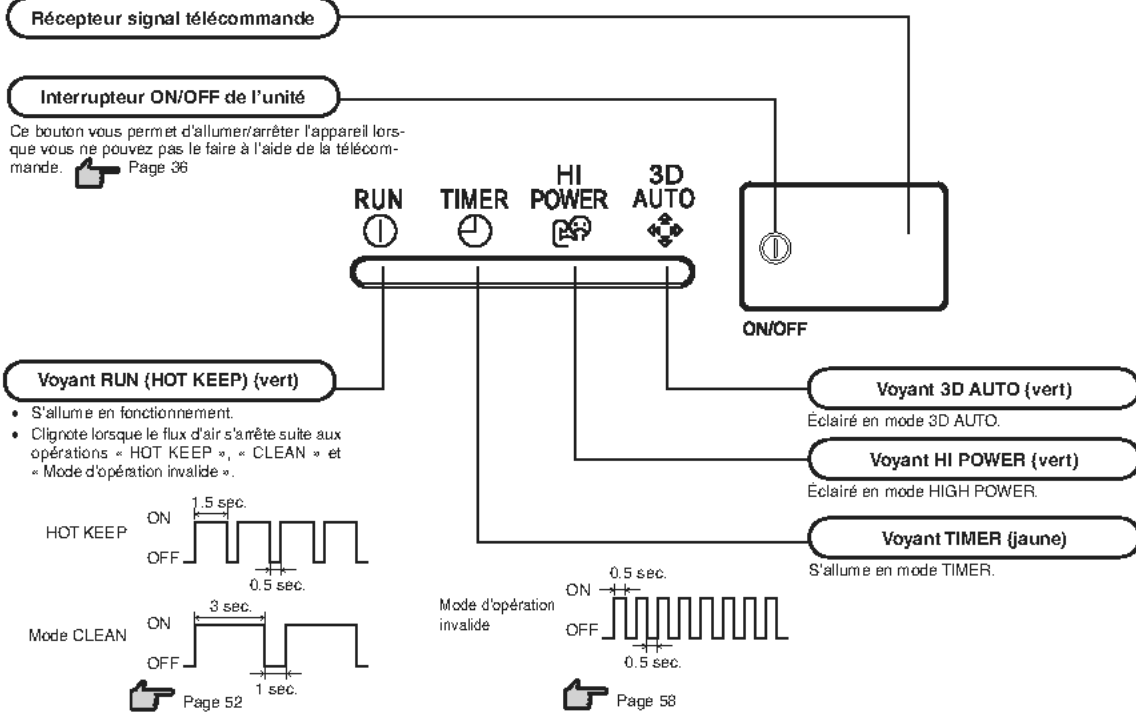 Récepteur signal télécommande
Interrupteur ON/OFF de l'unité
Ce bouton vous permet d'allumer/arrêter l'appareil lors-
que vous ne pouvez pas le faire à l'aide de la télécom-
mande. Page 36
RUN
TIMER
HI
POWER
3D
AUTO
ON/OFF
Voyant RUN (HOT KEEP) (vert)
• S'allume en fonctionnement.
• Clignote lorsque le flux d'air s'arrête suite aux
opérations « HOT KEEP », « CLEAN » et
« Mode d'opération invalide ».
Voyant 3D AUTO (vert)
Éclairé en mode 3D AUTO.
Voyant HI POWER (vert)
Éclairé en mode HIGH POWER.
Voyant TIMER (jaune)
S'allume en mode TIMER.
HOT KEEP
ON
OFF
1.5 sec.
0.5 sec.
Mode CLEAN
ON
OFF
3 sec.
1 sec.
Page 52
Mode d'opération
invalide
ON
OFF
0.5 sec.
0.5 sec.
Page 58